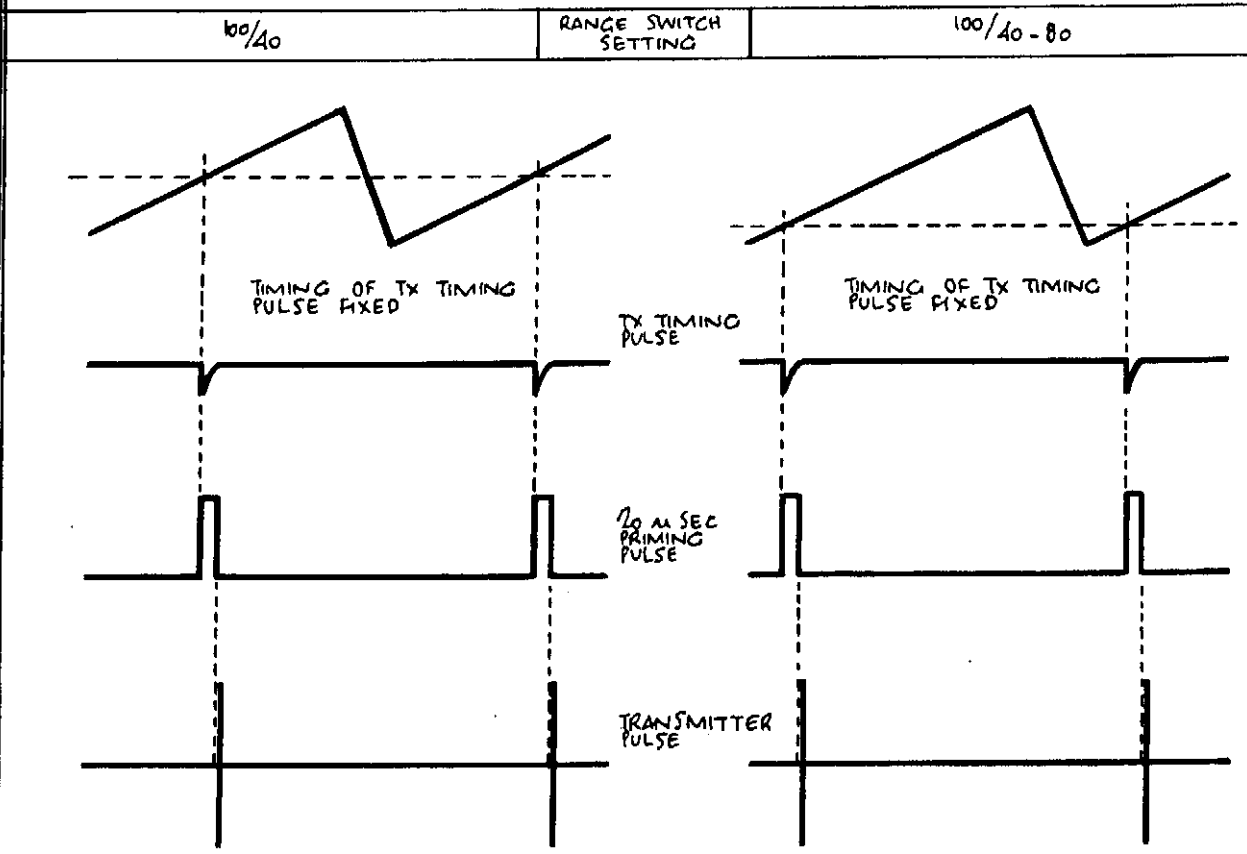 100/40
RANGE SWITCH
SETTING
100/40-80
TIMING OF TX TIMING
PULSE FIXED
TIMING OF TX TIMING
PULSE FIXED
TX TIMING
PULSE
20 µ SEC
PRIMING
PULSE
TRANSMITTER
PULSE